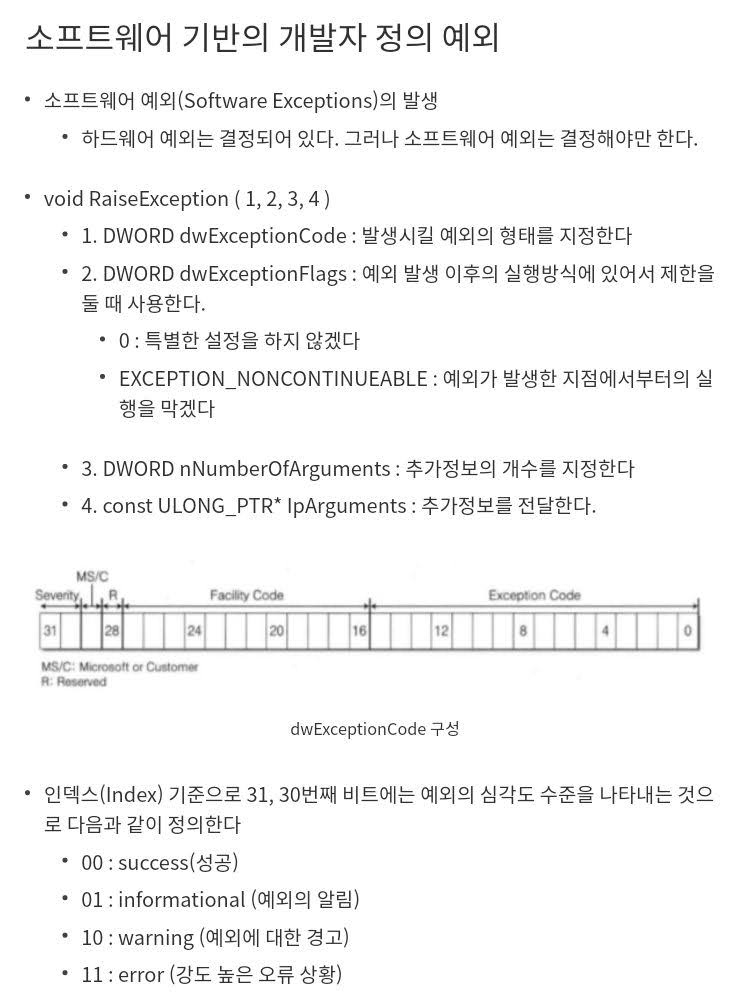 소프트웨어 기반의 개발자 정의 예외
• 소프트웨어 예외(Software Exceptions)의 발생
• 하드웨어 예외는 결정되어 있다. 그러나 소프트웨어 예외는 결정해야만 한다.
• void RaiseException ( 1, 2, 3, 4 )
• 1. DWORD dwExceptionCode : 발생시킬 예외의 형태를 지정한다
• 2. DWORD dwExceptionFlags : 예외 발생 이후의 실행방식에 있어서 제한을
둘 때 사용한다.
• 0 : 특별한 설정을 하지 않겠다
• EXCEPTION_NONCONTINUEABLE : 예외가 발생한 지점에서부터의 실
행을 막겠다
• 3. DWORD nNumberOfArguments : 추가정보의 개수를 지정한다
• 4. const ULONG_PTR* IpArguments : 추가정보를 전달한다.
MS/C
Severity R Facility Code Exception Code
31 28 24 20 16 12 8 4 0
MS/C: Microsoft or Customer
R: Reserved
dwExceptionCode 구성
• 인덱스(Index) 기준으로 31, 30번째 비트에는 예외의 심각도 수준을 나타내는 것으
로 다음과 같이 정의한다
• 00 : success(성공)
• 01 : informational (예외의 알림)
• 10 : warning (예외에 대한 경고)
• 11 : error (강도 높은 오류 상황)